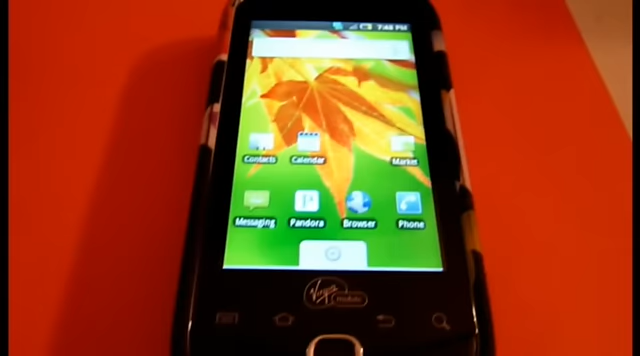 7:48 PM
Contacts
Calendar
Market
Messaging
Pandora
Browser
Phone
Virgin
mobile